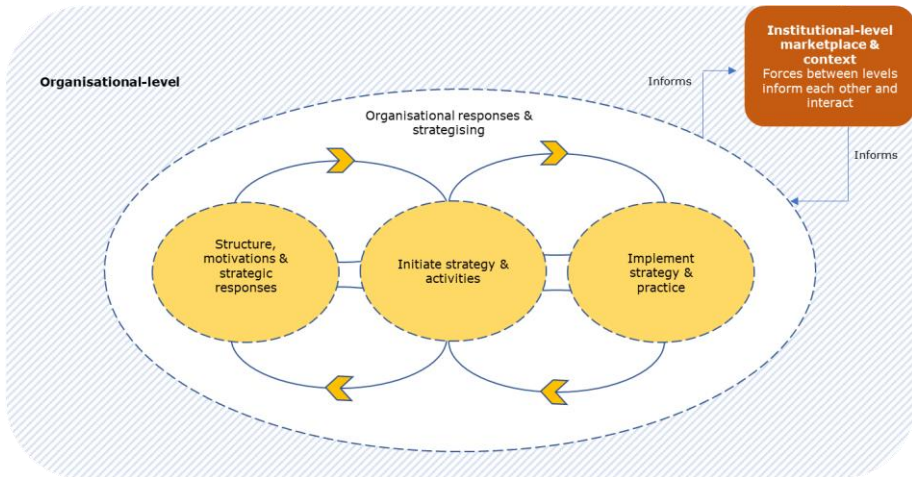 Institutional-level
marketplace &
context
Forces between levels
inform each other and
interact
Organisational-level
Informs
Organisational responses &
strategising
Informs
Structure,
motivations &
strategic
responses
Initiate strategy &
activities
Implement
strategy &
practice